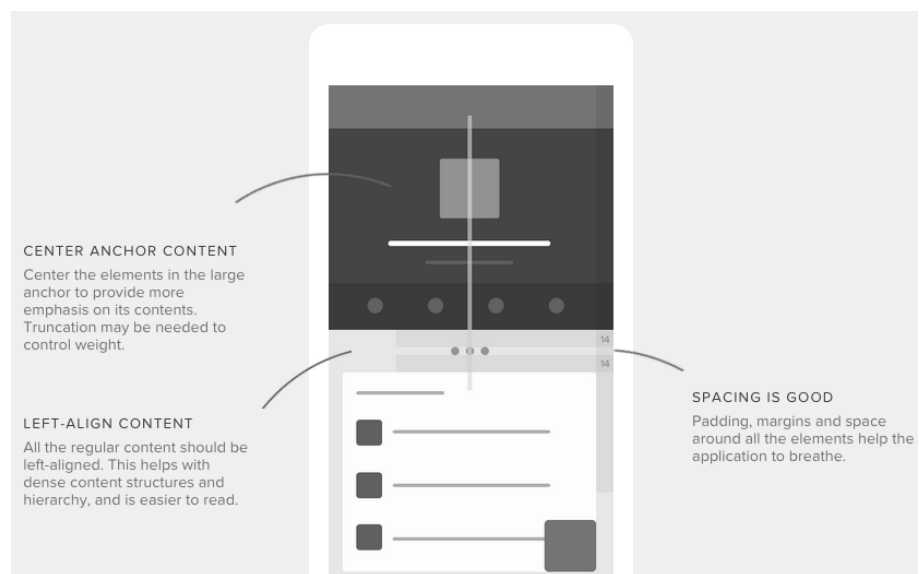 CENTER ANCHOR CONTENT
Center the elements in the large
anchor to provide more
emphasis on its contents.
Truncation may be needed to
control weight.
14
14
LEFT-ALIGN CONTENT
All the regular content should be
left-aligned. This helps with
dense content structures and
hierarchy, and is easier to read.
SPACING IS GOOD
Padding, margins and space
around all the elements help the
application to breathe.